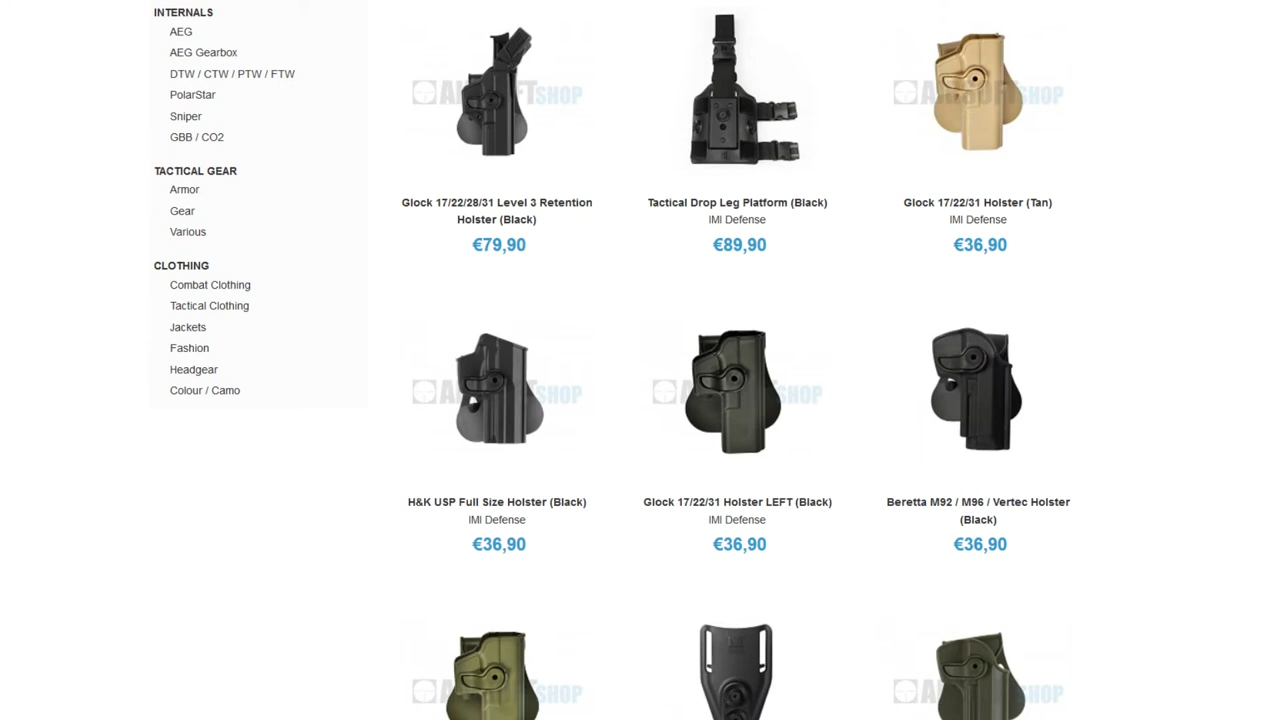 INTERNALS
AEG
AEG Gearbox
DTW / CTW / PTW / FTW
PolarStar
Sniper
GBB / CO2
TACTICAL GEAR
Armor
Gear
Various
CLOTHING
Combat Clothing
Tactical Clothing
Jackets
Fashion
Headgear
Colour / Camo
Glock 17/22/28/31 Level 3 Retention
Holster (Black)
€79,90
Tactical Drop Leg Platform (Black)
IMI Defense
€89,90
Glock 17/22/31 Holster (Tan)
IMI Defense
€36,90
H&K USP Full Size Holster (Black)
IMI Defense
€36,90
Glock 17/22/31 Holster LEFT (Black)
IMI Defense
€36,90
Beretta M92 / M96 / Vertec Holster
(Black)
€36,90